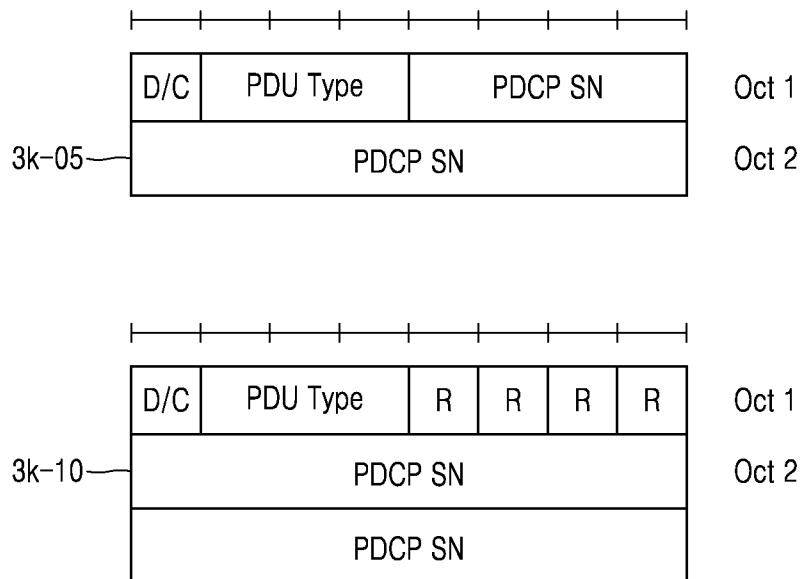 D/C PDU Type PDCP SN Oct 1
3k-05 PDCP SN Oct 2
D/C PDU Type R R R R Oct 1
3k-10 PDCP SN Oct 2
PDCP SN